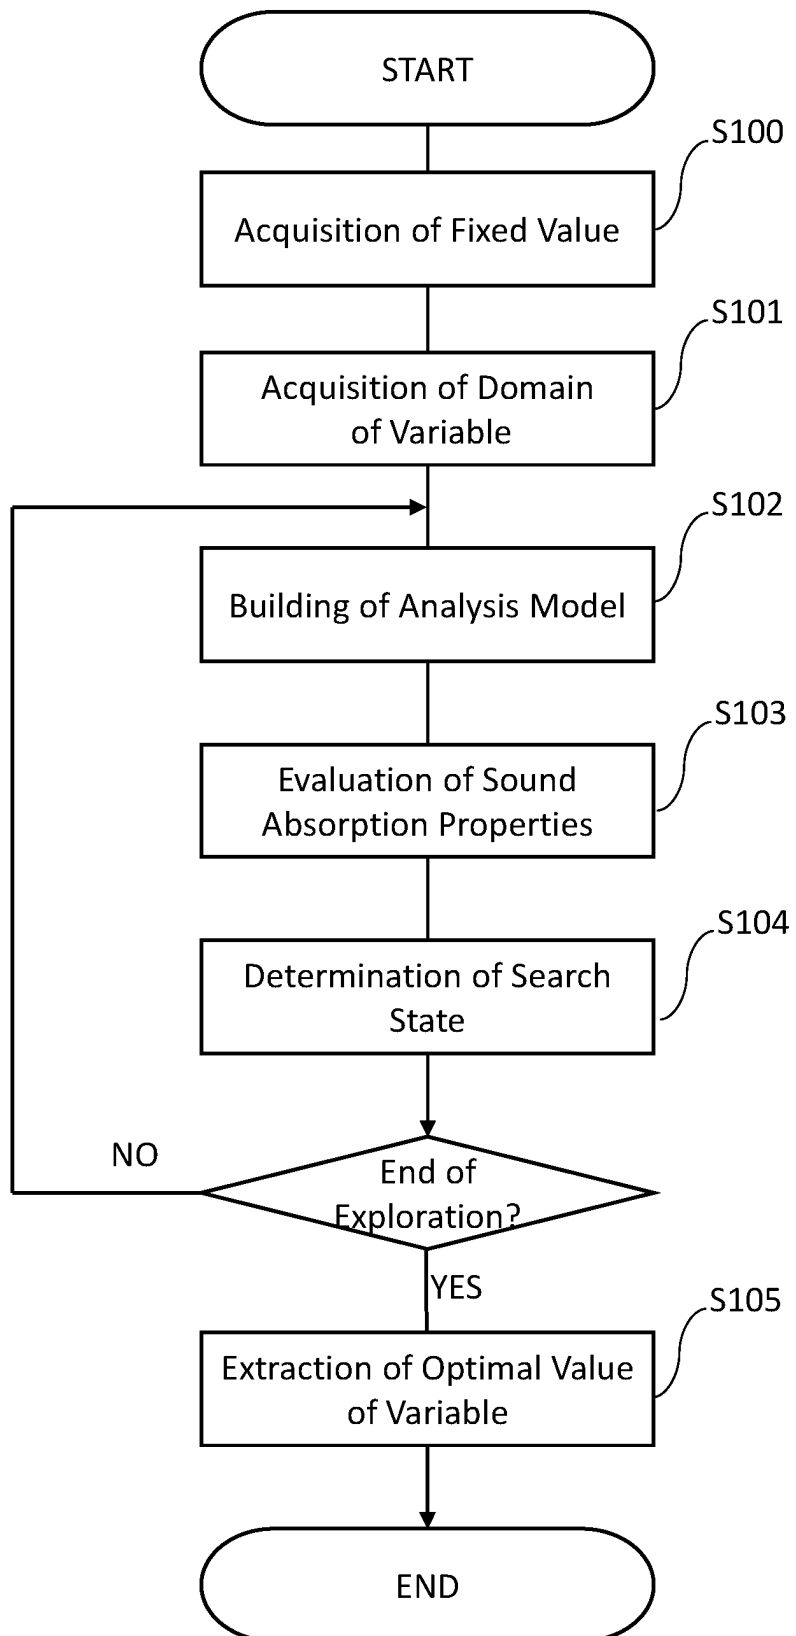 START
S100
Acquisition of Fixed Value
S101
Acquisition of Domain
of Variable
S102
Building of Analysis Model
S103
Evaluation of Sound
Absorption Properties
S104
Determination of Search
State
NO
End of
Exploration?
YES
S105
Extraction of Optimal Value
of Variable
END